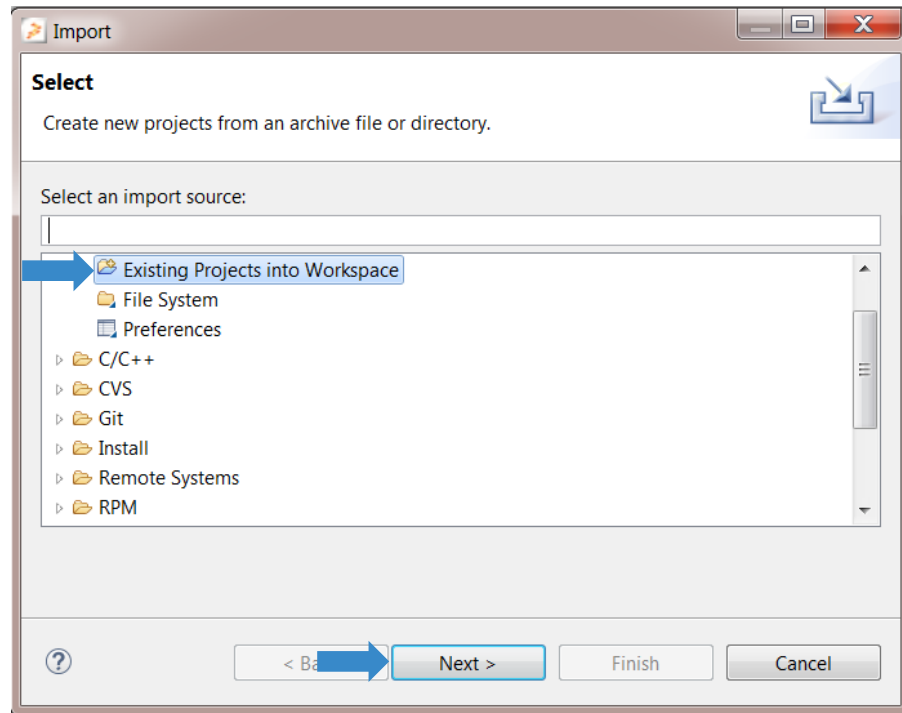 Import
Select
Create new projects from an archive file or directory.
Select an import source:
Existing Projects into Workspace
File System
Preferences
C/C++
CVS
Git
Install
Remote Systems
RPM
? < Ba Next > Finish Cancel